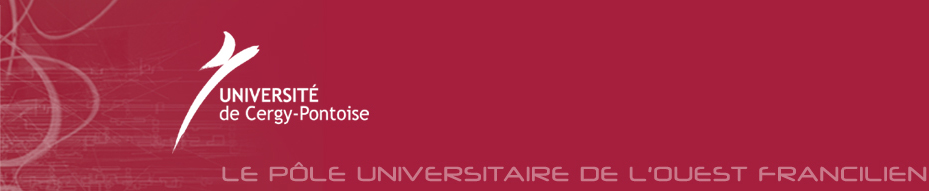 UNIVERSITÉ
de Cergy-Pontoise
LE PÔLE UNIVERSITAIRE DE L'OUEST FRANCILIEN